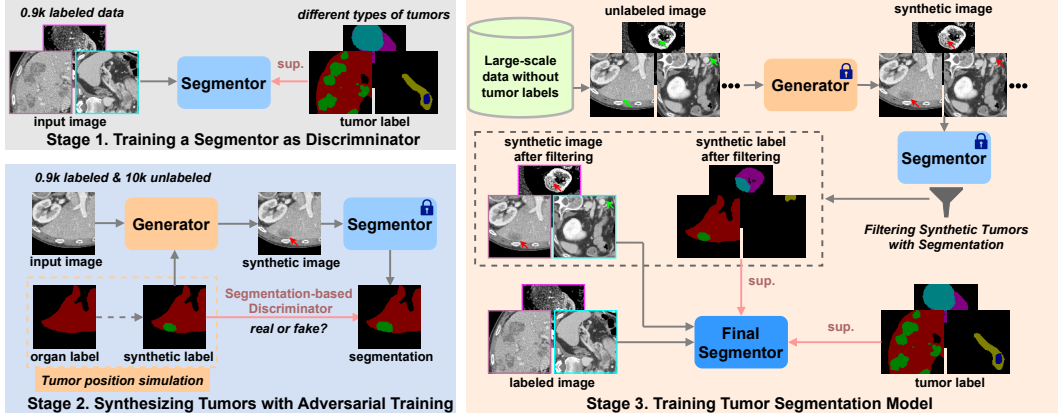 0.9k labeled data
different types of tumors
Segmentor
sup.
input image
tumor label
Stage 1. Training a Segmentor as Discrimninator
0.9k labeled & 10k unlabeled
Generator
Segmentor
input image
synthetic image
Segmentation-based
Discriminator
real or fake?
organ label
synthetic label
segmentation
Tumor position simulation
Stage 2. Synthesizing Tumors with Adversarial Training
unlabeled image
synthetic image
Large-scale
data without
tumor labels
Generator
Segmentor
synthetic image
after filtering
synthetic label
after filtering
Filtering Synthetic Tumors
with Segmentation
sup.
Final
Segmentor
sup.
labeled image
tumor label
Stage 3. Training Tumor Segmentation Model